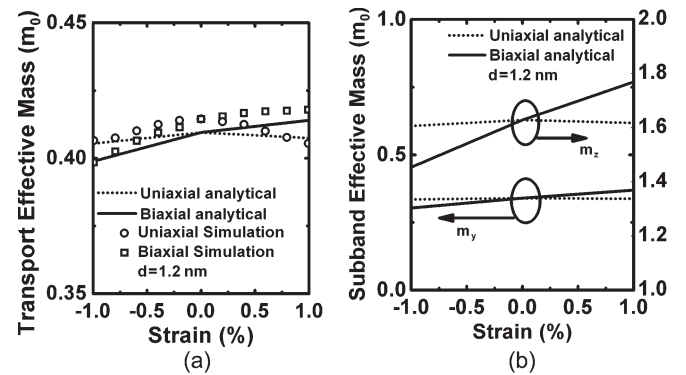 Transport Effective Mass (m0)
0.45
0.40
0.35
Uniaxial analytical
Biaxial analytical
Uniaxial Simulation
Biaxial Simulation
d=1.2 nm
-1.0 -0.5 0.0 0.5 1.0
Strain (%)
(a)
Subband Effective Mass (m0)
1.0
0.5
0.0
Uniaxial analytical
Biaxial analytical
d=1.2 nm
mz
my
2.0
1.8
1.6
1.4
1.2
1.0
-1.0 -0.5 0.0 0.5 1.0
Strain (%)
(b)